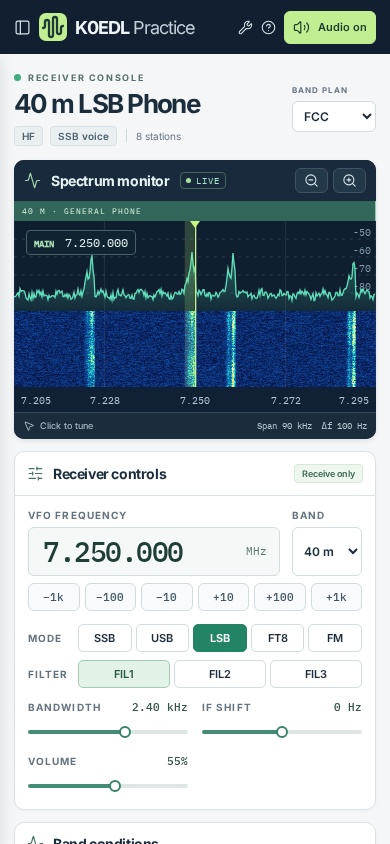 KØEDL Practice
Audio on
RECEIVER CONSOLE
40 m LSB Phone
BAND PLAN
FCC
HF
SSB voice
8 stations
Spectrum monitor
LIVE
40 M · GENERAL PHONE
MAIN 7.250.000
-50
-60
-70
-80
7.205 7.228 7.250 7.272 7.295
Click to tune
Span 90 kHz Δf 100 Hz
Receiver controls
Receive only
VFO FREQUENCY
BAND
7.250.000 MHz
40 m
−1k −100 −10 +10 +100 +1k
MODE SSB USB LSB FT8 FM
FILTER FIL1 FIL2 FIL3
BANDWIDTH 2.40 kHz IF SHIFT 0 Hz
VOLUME 55%
Band conditions